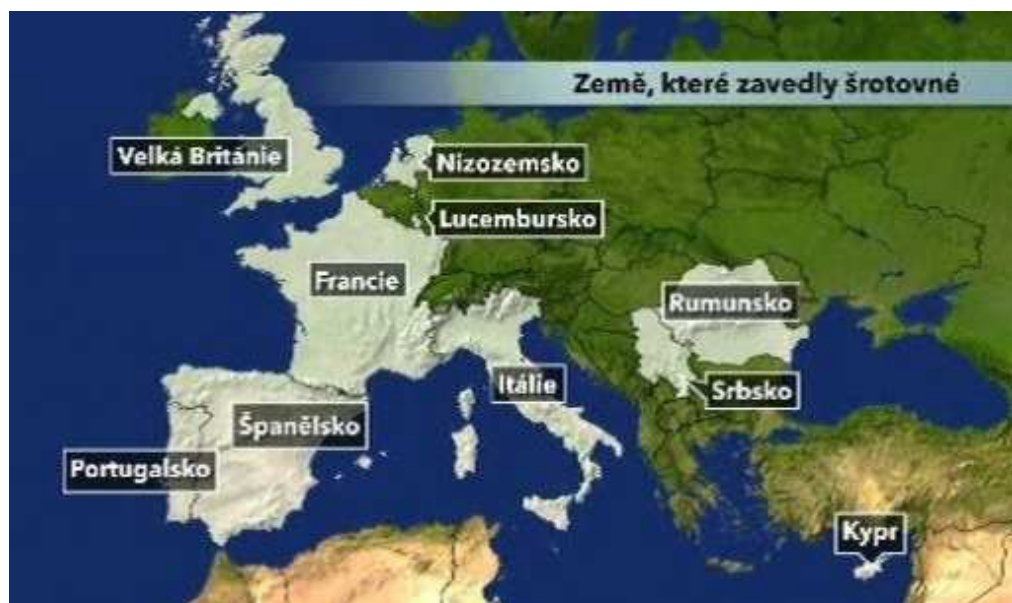 Země, které zavedly šrotovné
Velká Británie
Nizozemsko
Lucembursko
Francie
Rumunsko
Itálie
Srbsko
Španělsko
Portugalsko
Kypr